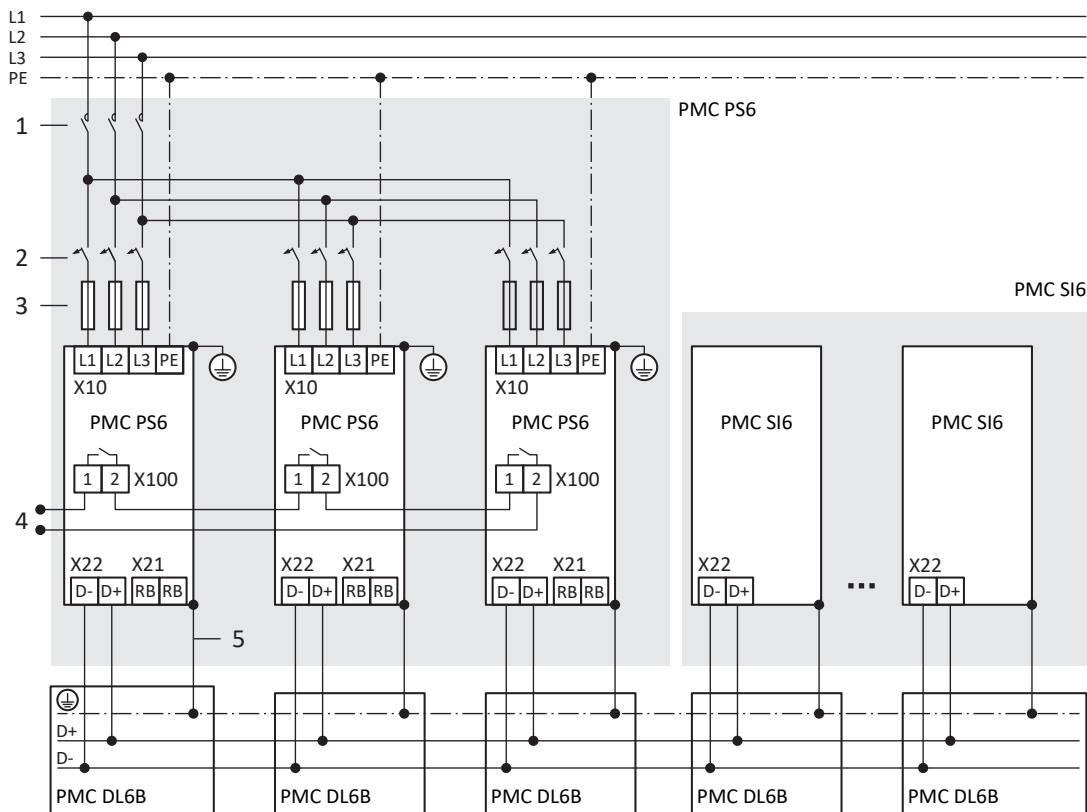 L1
L2
L3
PE
PMC PS6
1
2
3
PMC SI6
L1 L2 L3 PE
L1 L2 L3 PE
L1 L2 L3 PE
X10
X10
X10
PMC PS6
PMC PS6
PMC PS6
PMC SI6
PMC SI6
1 2 X100
1 2 X100
1 2 X100
4
X22 X21
X22 X21
X22 X21
X22
...
X22
D- D+ RB RB
D- D+ RB RB
D- D+ RB RB
D- D+
D- D+
5
D+
D-
PMC DL6B
PMC DL6B
PMC DL6B
PMC DL6B
PMC DL6B